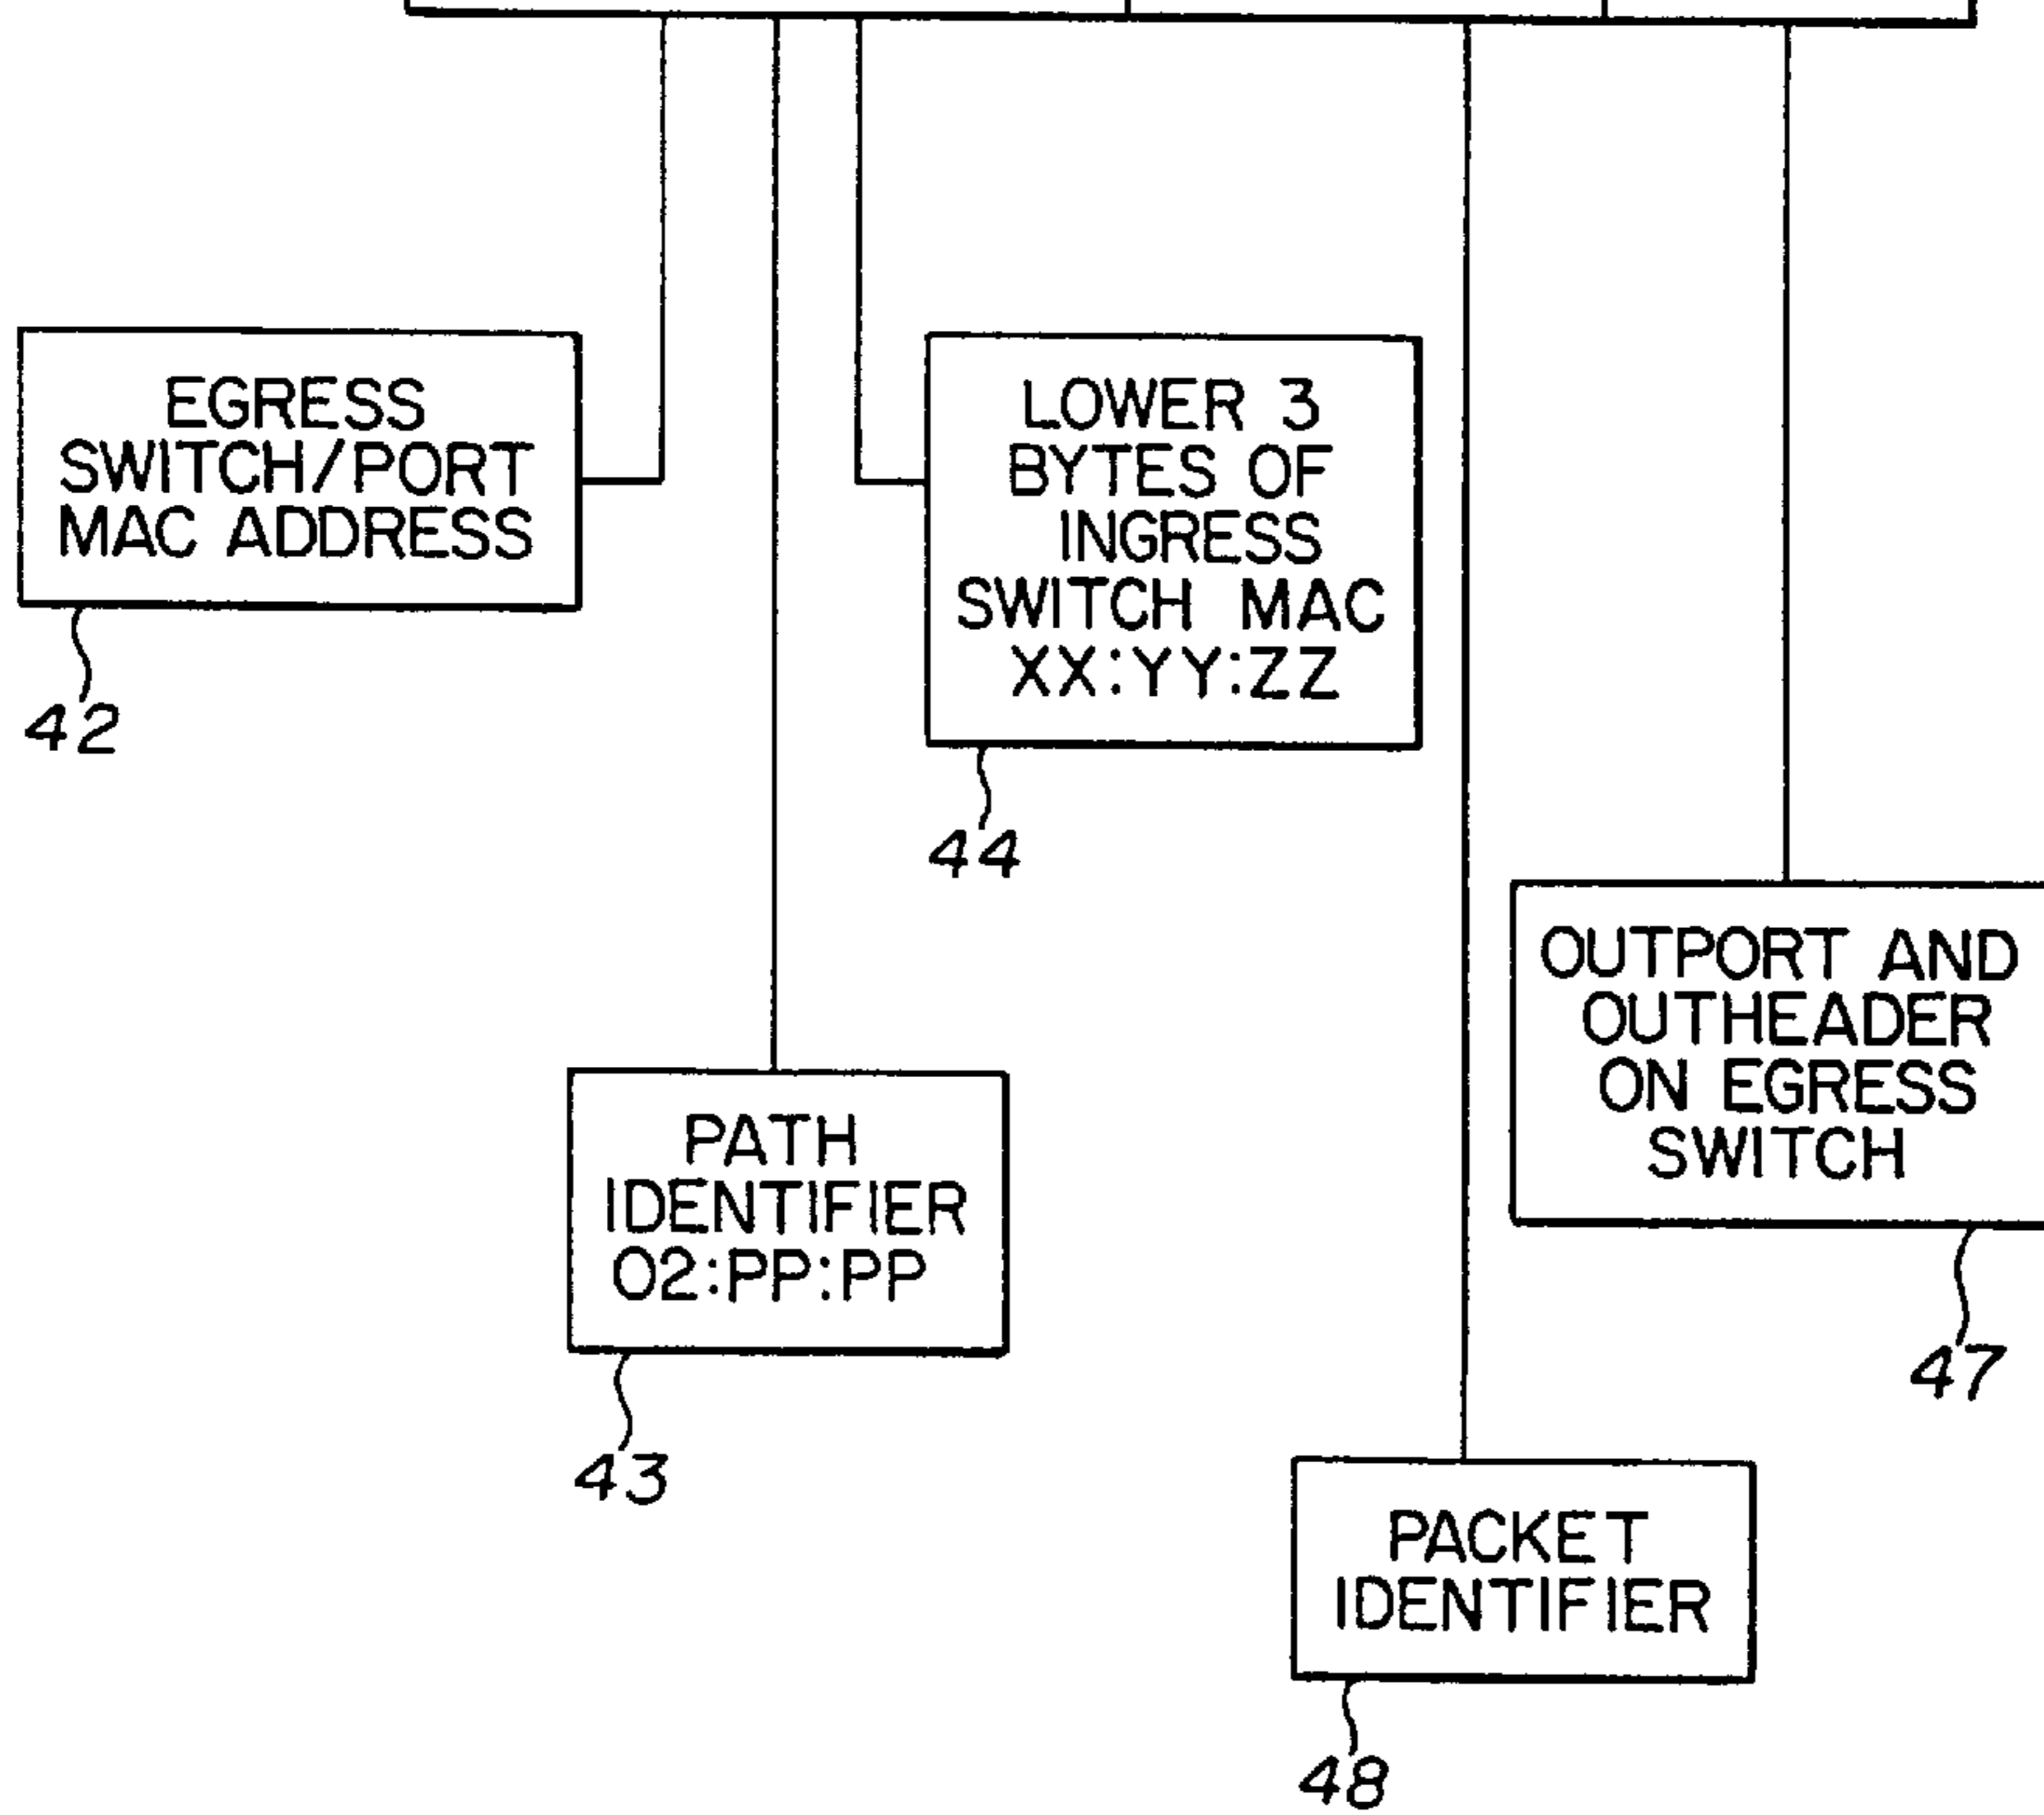 EGRESS
SWITCH/PORT
MAC ADDRESS
42
LOWER 3
BYTES OF
INGRESS
SWITCH MAC
XX:YY:ZZ
44
OUTPORT AND
OUTHEADER
ON EGRESS
SWITCH
47
PATH
IDENTIFIER
02:PP:PP
43
PACKET
IDENTIFIER
48